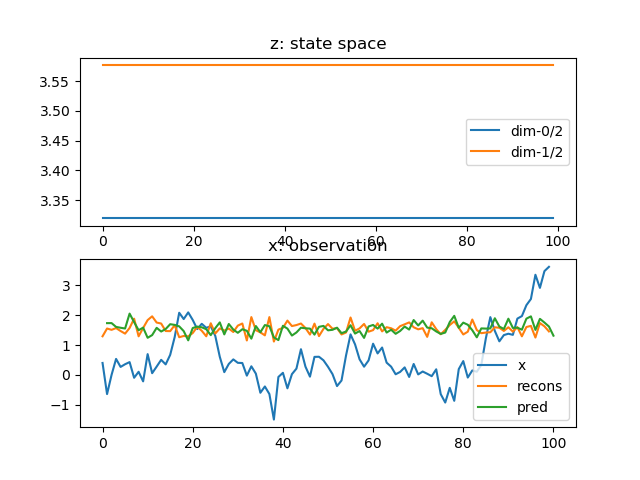 z: state space
3.55
3.50
3.45
3.40
3.35
dim-0/2
dim-1/2
0 20 40 60 80 100
x: observation
3
2
1
0
−1
x
recons
pred
0 20 40 60 80 100